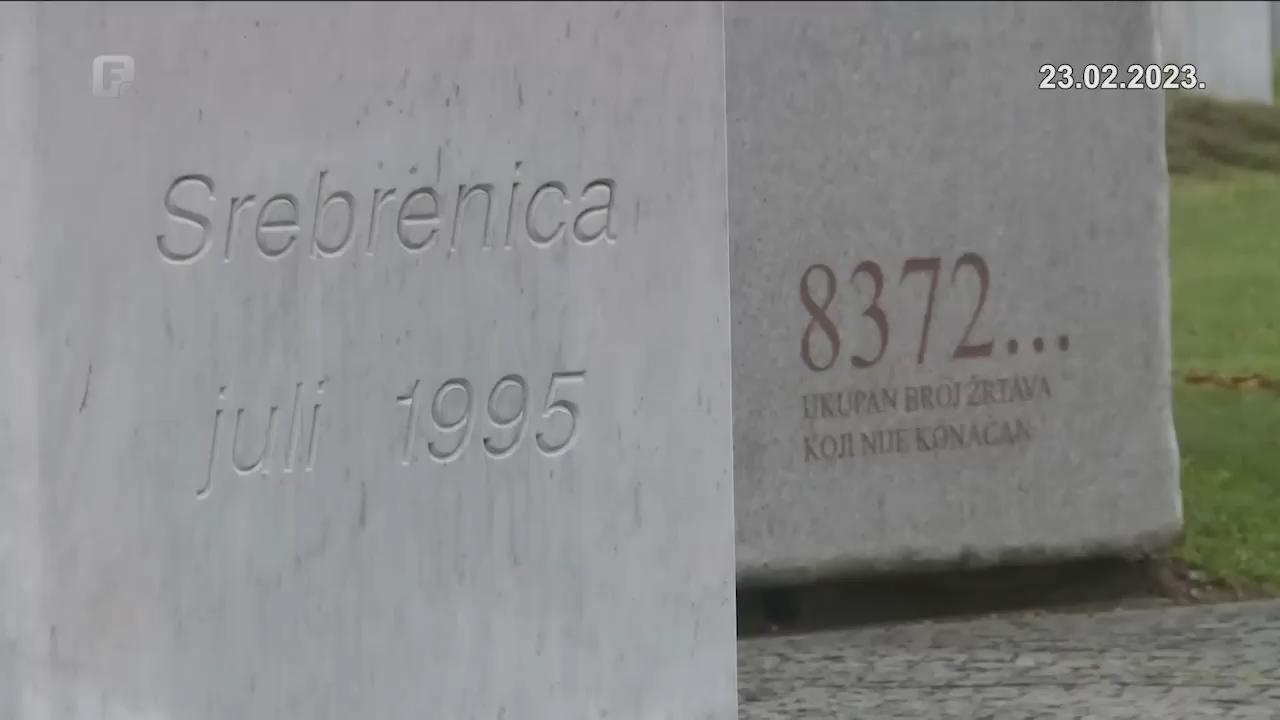 F
23.02.2023.
Srebrenica
juli 1995
8372...
UKUPAN BROJ ŽRTAVA
KOJI NIJE KONAČAN